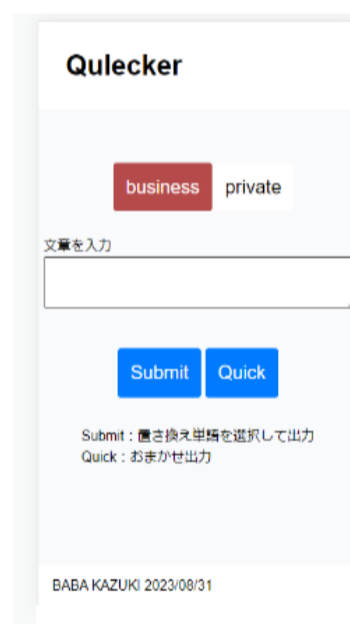 Qulecker
business private
文章を入力
Submit Quick
Submit：置き換え単語を選択して出力
Quick：おまかせ出力
BABA KAZUKI 2023/08/31